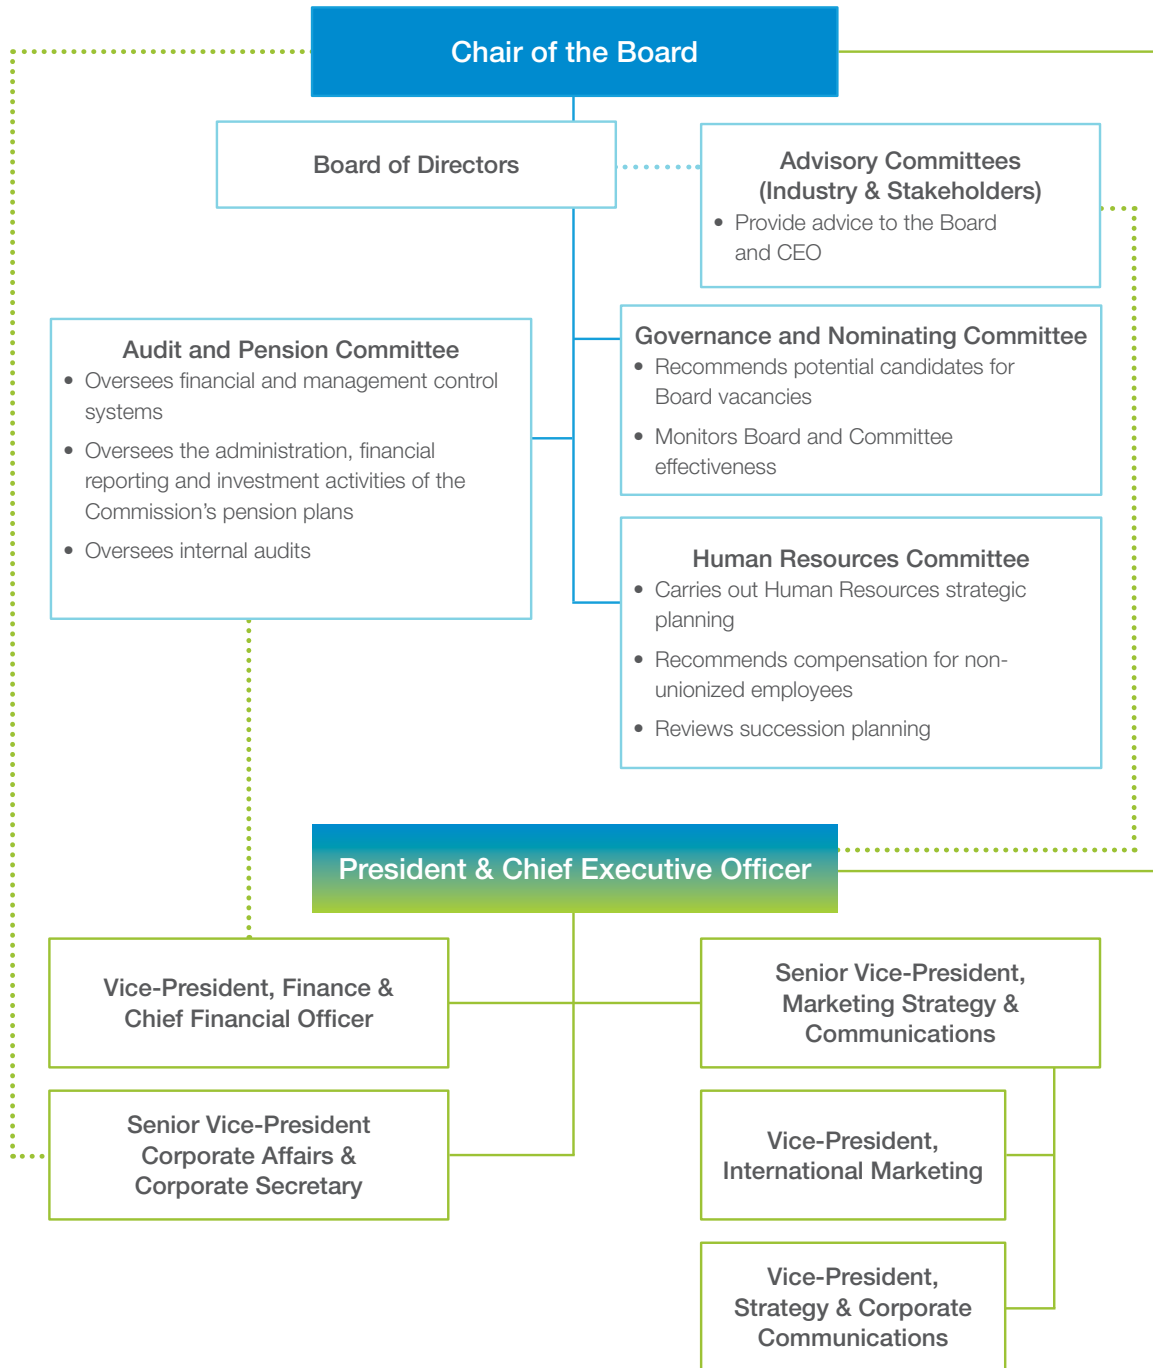 Chair of the Board
Board of Directors
Advisory Committees
(Industry & Stakeholders)
• Provide advice to the Board
and CEO
Audit and Pension Committee
• Oversees financial and management control
systems
• Oversees the administration, financial
reporting and investment activities of the
Commission’s pension plans
• Oversees internal audits
Governance and Nominating Committee
• Recommends potential candidates for
Board vacancies
• Monitors Board and Committee
effectiveness
Human Resources Committee
• Carries out Human Resources strategic
planning
• Recommends compensation for non-
unionized employees
• Reviews succession planning
President & Chief Executive Officer
Vice-President, Finance &
Chief Financial Officer
Senior Vice-President,
Marketing Strategy &
Communications
Senior Vice-President
Corporate Affairs &
Corporate Secretary
Vice-President,
International Marketing
Vice-President,
Strategy & Corporate
Communications